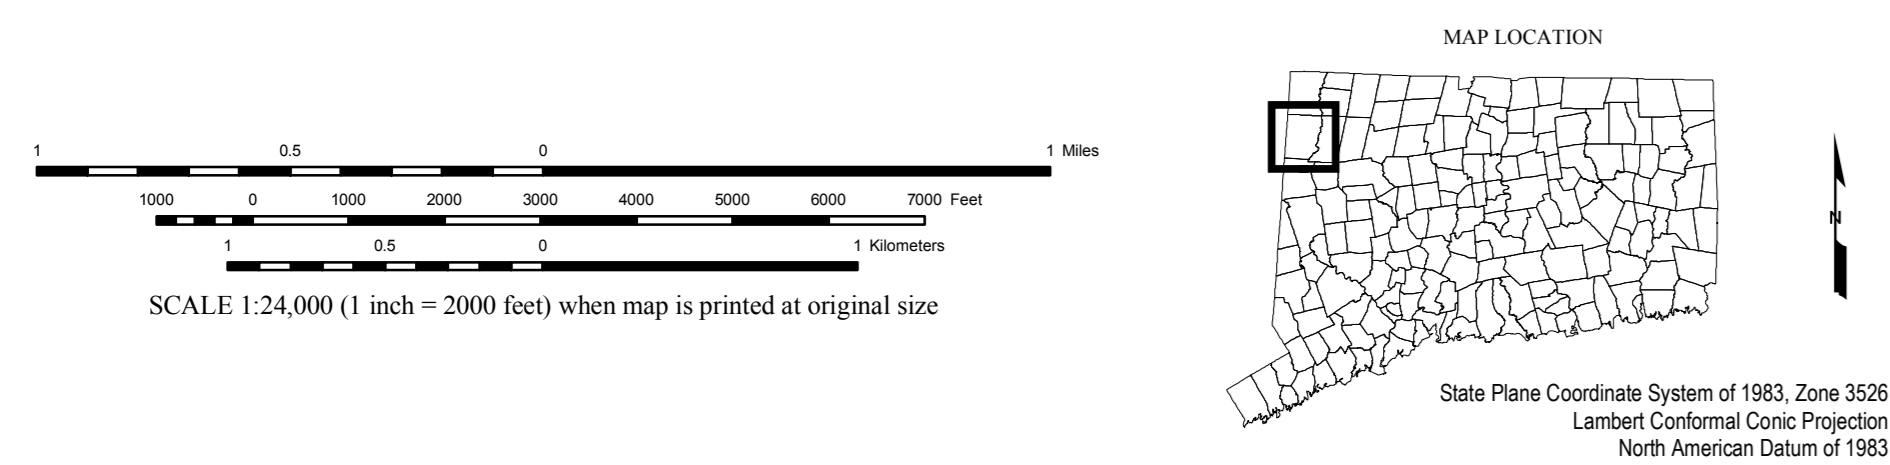 1 0.5 0 1 Miles
1000 0 1000 2000 3000 4000 5000 6000 7000 Feet
1 0.5 0 1 Kilometers
SCALE 1:24,000 (1 inch = 2000 feet) when map is printed at original size
MAP LOCATION
N
State Plane Coordinate System of 1983, Zone 3526
Lambert Conformal Conic Projection
North American Datum of 1983